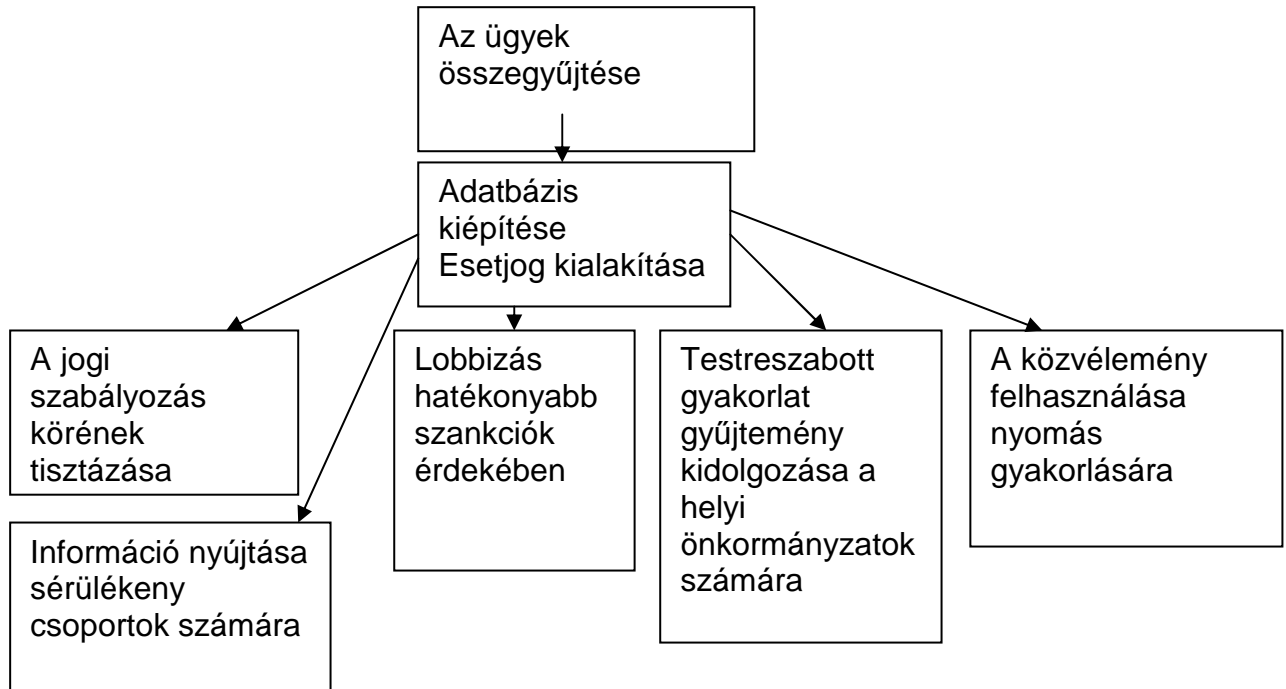 Az ügyek
összegyűjtése
Adatbázis
kiépítése
Esetjog kialakítása
A jogi
szabályozás
körének
tisztázása
Lobbizás
hatékonyabb
szankciók
érdekében
Testreszabott
gyakorlat
gyűjtemény
kidolgozása a
helyi
önkormányzatok
számára
A közvélemény
felhasználása
nyomás
gyakorlására
Információ nyújtása
sérülékeny
csoportok számára